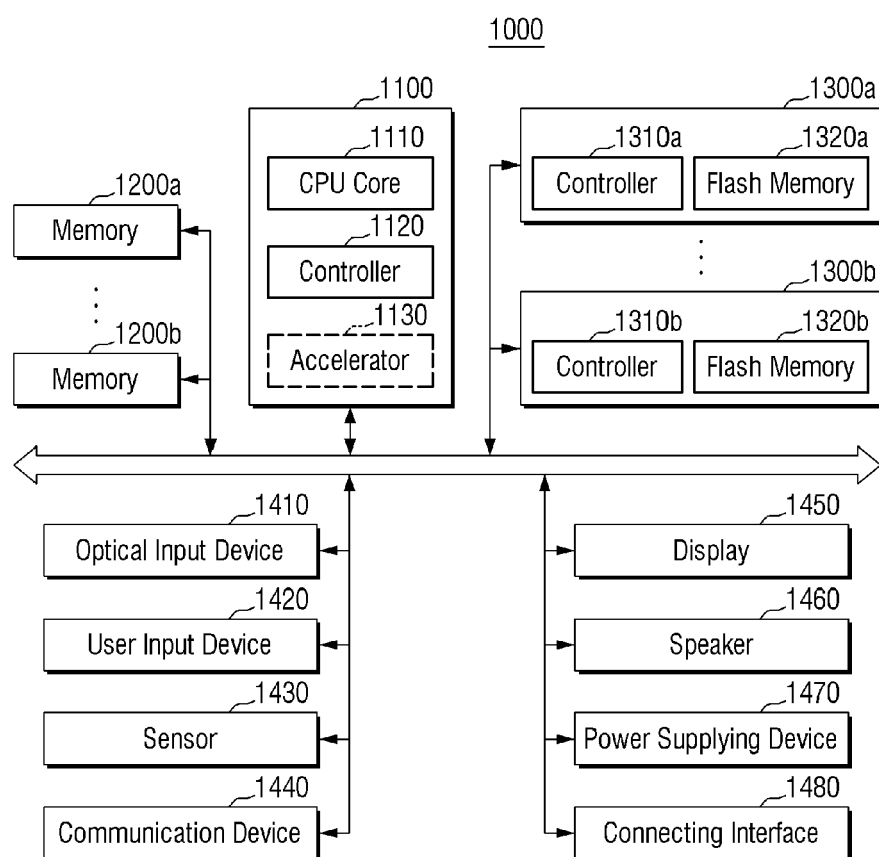 1000
1100
1110
CPU Core
1120
Controller
1130
Accelerator
1200a
Memory
1200b
Memory
1300a
1310a
Controller
1320a
Flash Memory
1300b
1310b
Controller
1320b
Flash Memory
1410
Optical Input Device
1420
User Input Device
1430
Sensor
1440
Communication Device
1450
Display
1460
Speaker
1470
Power Supplying Device
1480
Connecting Interface